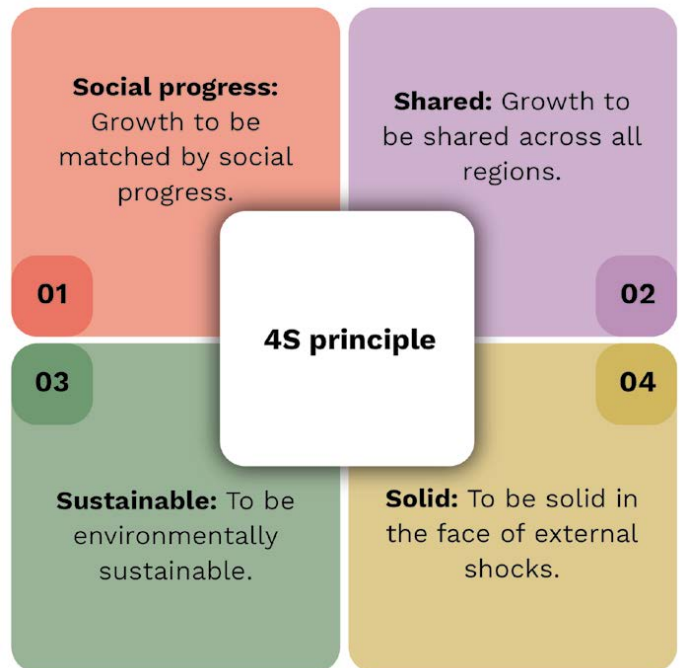 Social progress:
Growth to be
matched by social
progress.
01
Shared: Growth to
be shared across all
regions.
02
4S principle
03
Sustainable: To be
environmentally
sustainable.
04
Solid: To be solid in
the face of external
shocks.